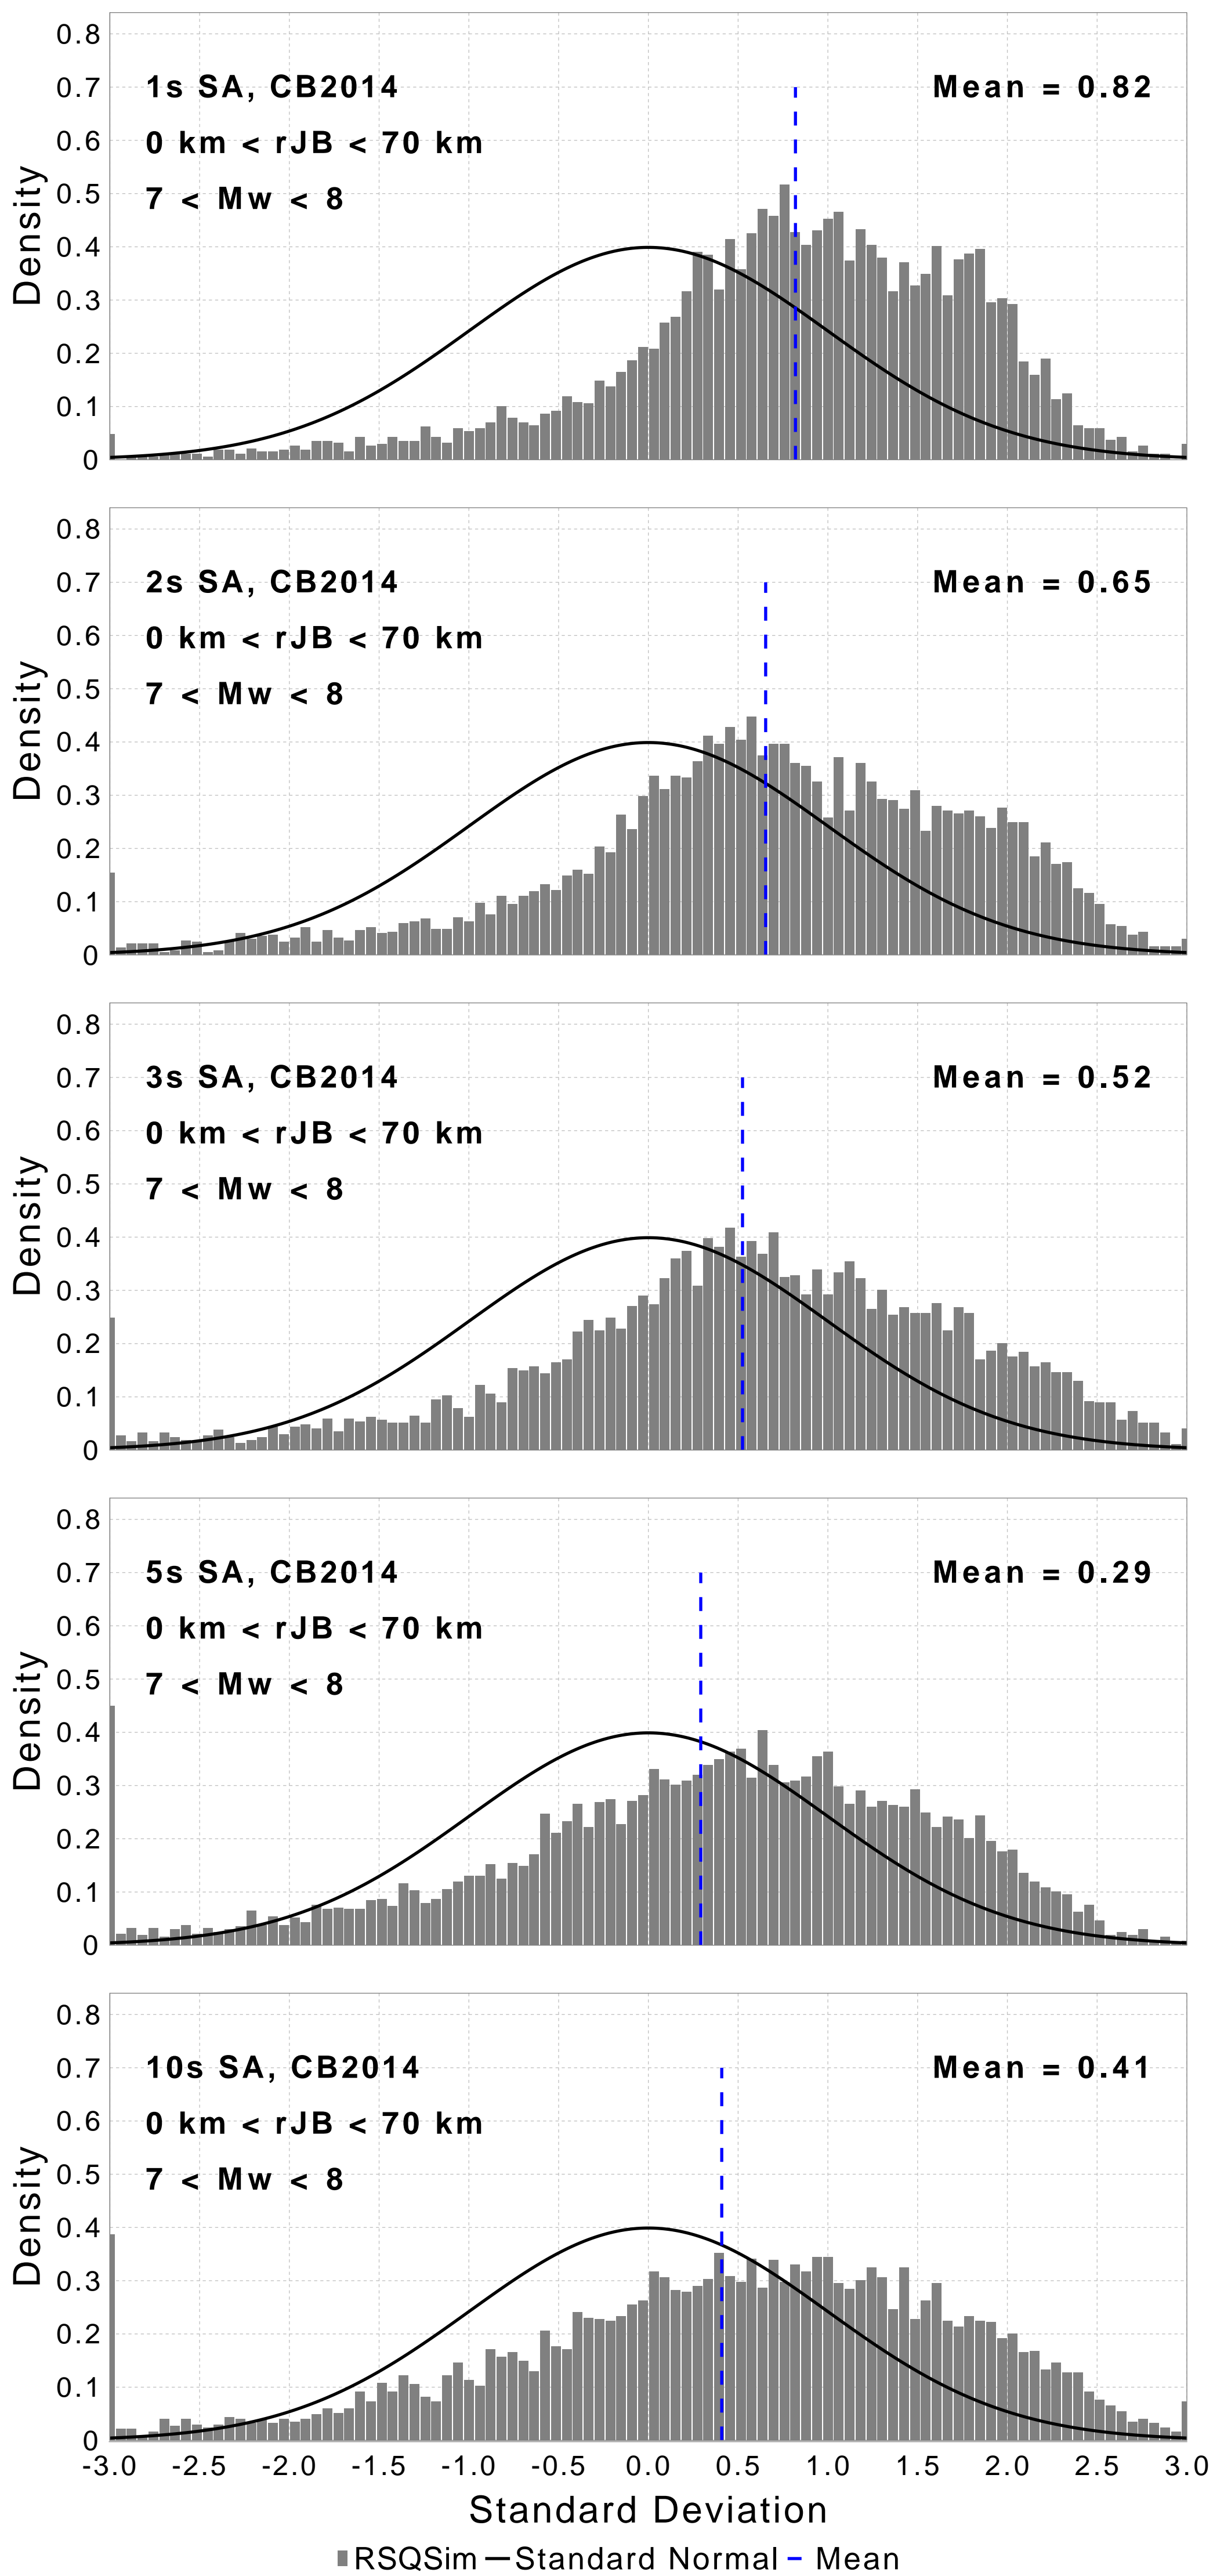 0.8
0.7
0.6
0.5
0.4
0.3
0.2
0.1
0
Density
1s SA, CB2014
Mean = 0.82
0 km < rJB < 70 km
7 < Mw < 8
0.8
0.7
0.6
0.5
0.4
0.3
0.2
0.1
0
Density
2s SA, CB2014
Mean = 0.65
0 km < rJB < 70 km
7 < Mw < 8
0.8
0.7
0.6
0.5
0.4
0.3
0.2
0.1
0
Density
3s SA, CB2014
Mean = 0.52
0 km < rJB < 70 km
7 < Mw < 8
0.8
0.7
0.6
0.5
0.4
0.3
0.2
0.1
0
Density
5s SA, CB2014
Mean = 0.29
0 km < rJB < 70 km
7 < Mw < 8
0.8
0.7
0.6
0.5
0.4
0.3
0.2
0.1
0
Density
10s SA, CB2014
Mean = 0.41
0 km < rJB < 70 km
7 < Mw < 8
-3.0 -2.5 -2.0 -1.5 -1.0 -0.5 0.0 0.5 1.0 1.5 2.0 2.5 3.0
Standard Deviation
RSQSim Standard Normal Mean